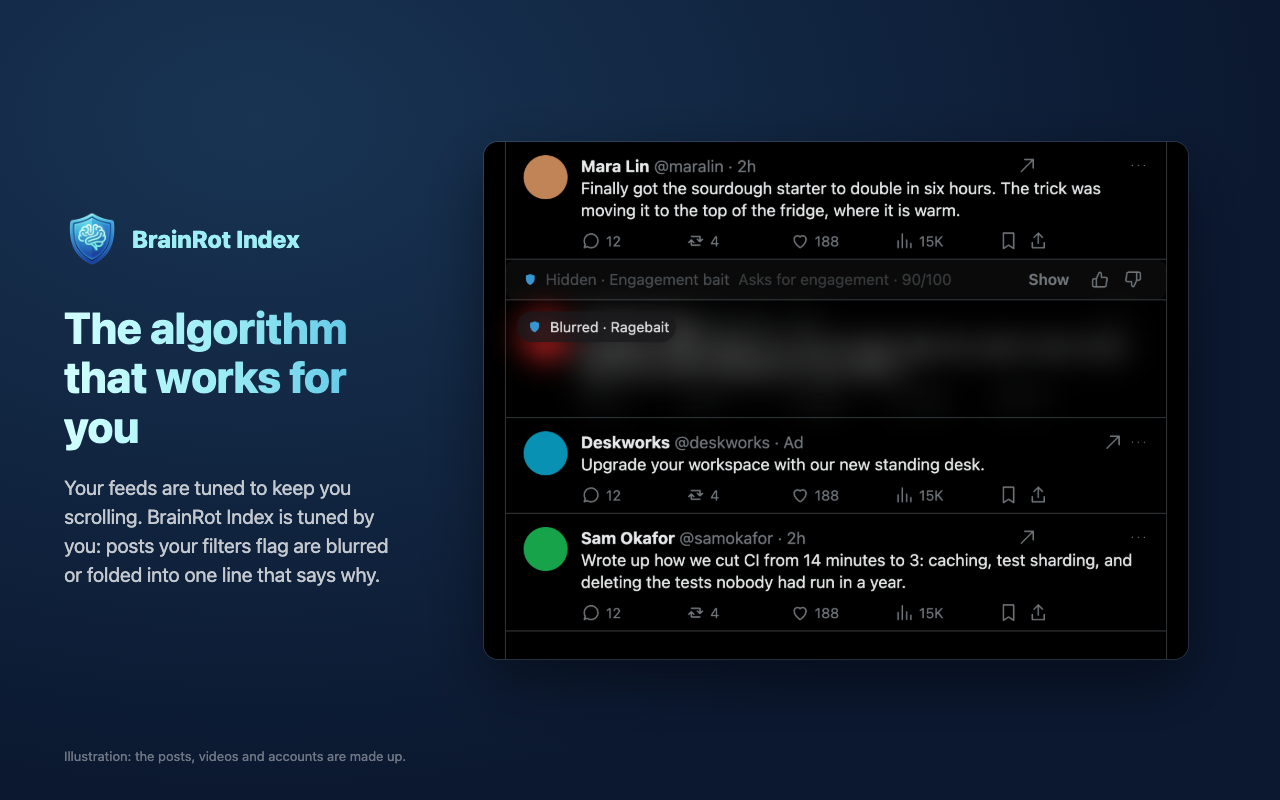 BrainRot Index
The algorithm
that works for
you
Your feeds are tuned to keep you
scrolling. BrainRot Index is tuned by
you: posts your filters flag are blurred
or folded into one line that says why.
Illustration: the posts, videos and accounts are made up.
Mara Lin @maralin · 2h
Finally got the sourdough starter to double in six hours. The trick was
moving it to the top of the fridge, where it is warm.
12 4 188 15K
Hidden · Engagement bait Asks for engagement · 90/100 Show
Blurred · Ragebait
Deskworks @deskworks · Ad
Upgrade your workspace with our new standing desk.
12 4 188 15K
Sam Okafor @samokafor · 2h
Wrote up how we cut CI from 14 minutes to 3: caching, test sharding, and
deleting the tests nobody had run in a year.
12 4 188 15K